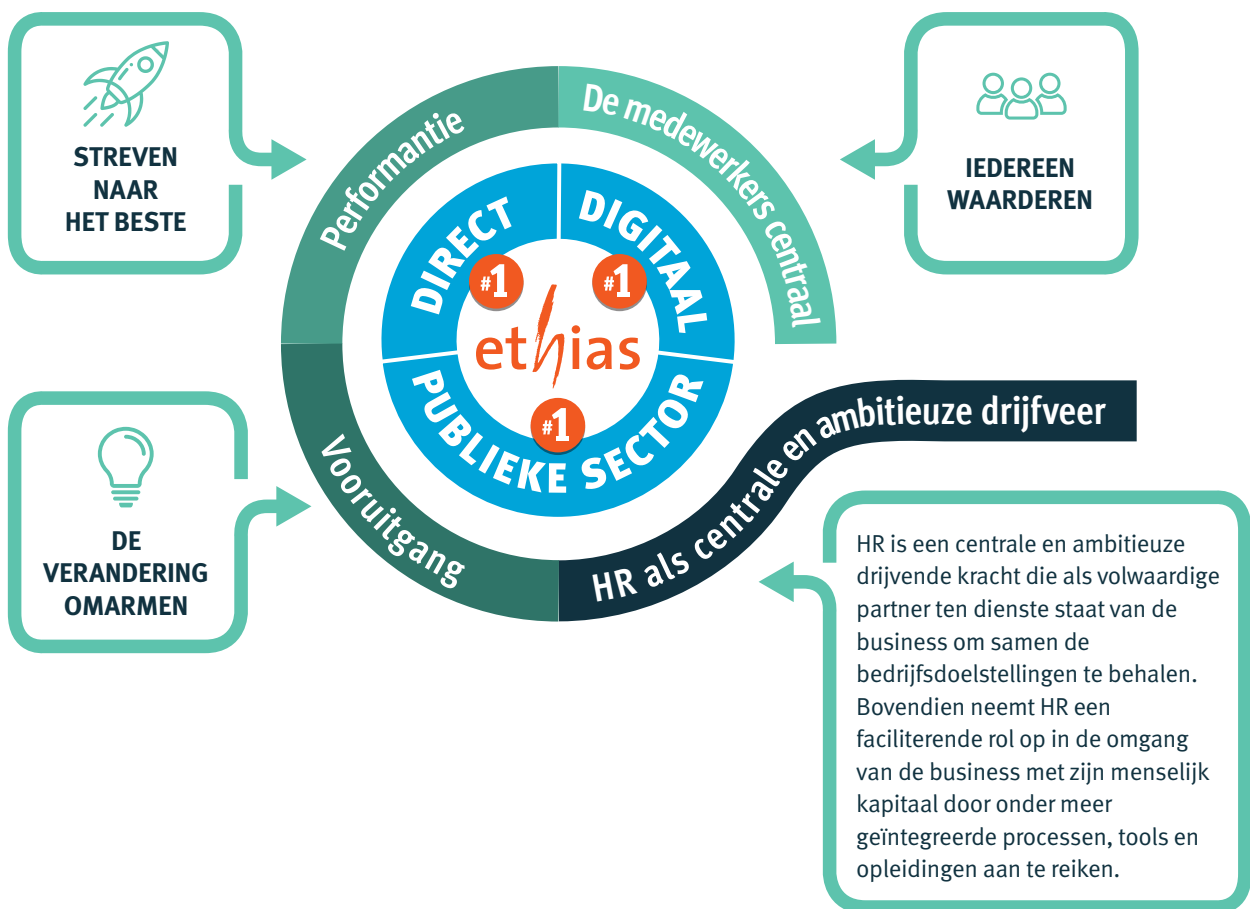 STREVEN
NAAR
HET BESTE
Performantie
De medewerkers centraal
IEDEREEN
WAARDEREN
DIRECT
DIGITAAL
#1
#1
ethias
#1
PUBLIEKE SECTOR
Vooruitgang
HR als centrale en ambitieuze drijfveer
DE
VERANDERING
OMARMEN
HR is een centrale en ambitieuze
drijvende kracht die als volwaardige
partner ten dienste staat van de
business om samen de
bedrijfsdoelstellingen te behalen.
Bovendien neemt HR een
faciliterende rol op in de omgang
van de business met zijn menselijk
kapitaal door onder meer
geïntegreerde processen, tools en
opleidingen aan te reiken.